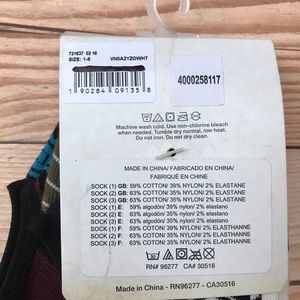 721637 02 16
SIZE: 1-6 VN0A2YZOWHT
1 90284 09135 8
4000258117
Machine wash cold. Use non-chlorine bleach
when needed. Tumble dry normal, low heat.
Do not iron. Do not dry clean.
MADE IN CHINA/ FABRICADO EN CHINA/
FABRIQUÉ EN CHINE
SOCK (1) GB: 59% COTTON/ 39% NYLON/ 2% ELASTANE
SOCK (2) GB: 63% COTTON/ 35% NYLON/ 2% ELASTANE
SOCK (3) GB: 63% COTTON/ 35% NYLON/ 2% ELASTANE
SOCK (1) E: 59% algodón/ 39% nylon/ 2% elastano
SOCK (2) E: 63% algodón/ 35% nylon/ 2% elastano
SOCK (3) E: 63% algodón/ 35% nylon/ 2% elastano
SOCK (1) F: 59% COTON/ 39% NYLON/ 2% ÉLASTHANNE
SOCK (2) F: 63% COTON/ 35% NYLON/ 2% ÉLASTHANNE
SOCK (3) F: 63% COTON/ 35% NYLON/ 2% ÉLASTHANNE
RN# 96277 CA# 30516
Made in China - RN96277 - CA30516